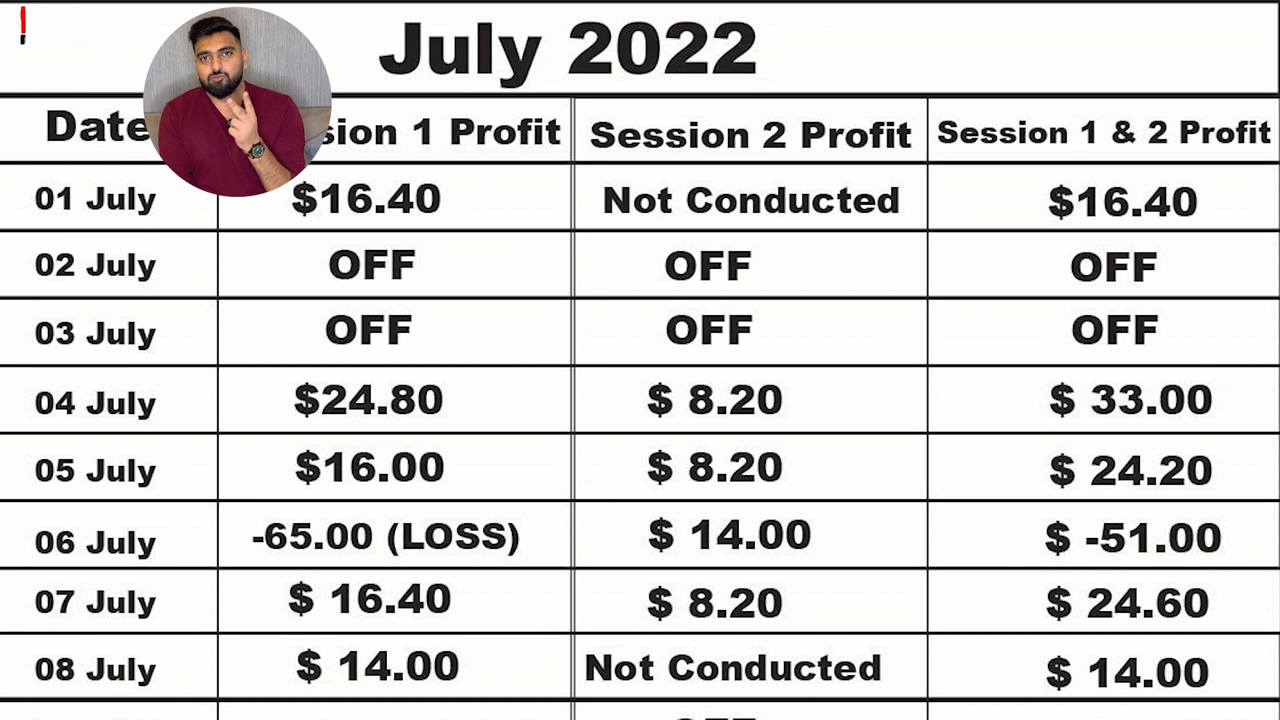 July 2022
Date sion 1 Profit Session 2 Profit Session 1 & 2 Profit
01 July $16.40 Not Conducted $16.40
02 July OFF OFF OFF
03 July OFF OFF OFF
04 July $24.80 $ 8.20 $ 33.00
05 July $16.00 $ 8.20 $ 24.20
06 July -65.00 (LOSS) $ 14.00 $ -51.00
07 July $ 16.40 $ 8.20 $ 24.60
08 July $ 14.00 Not Conducted $ 14.00